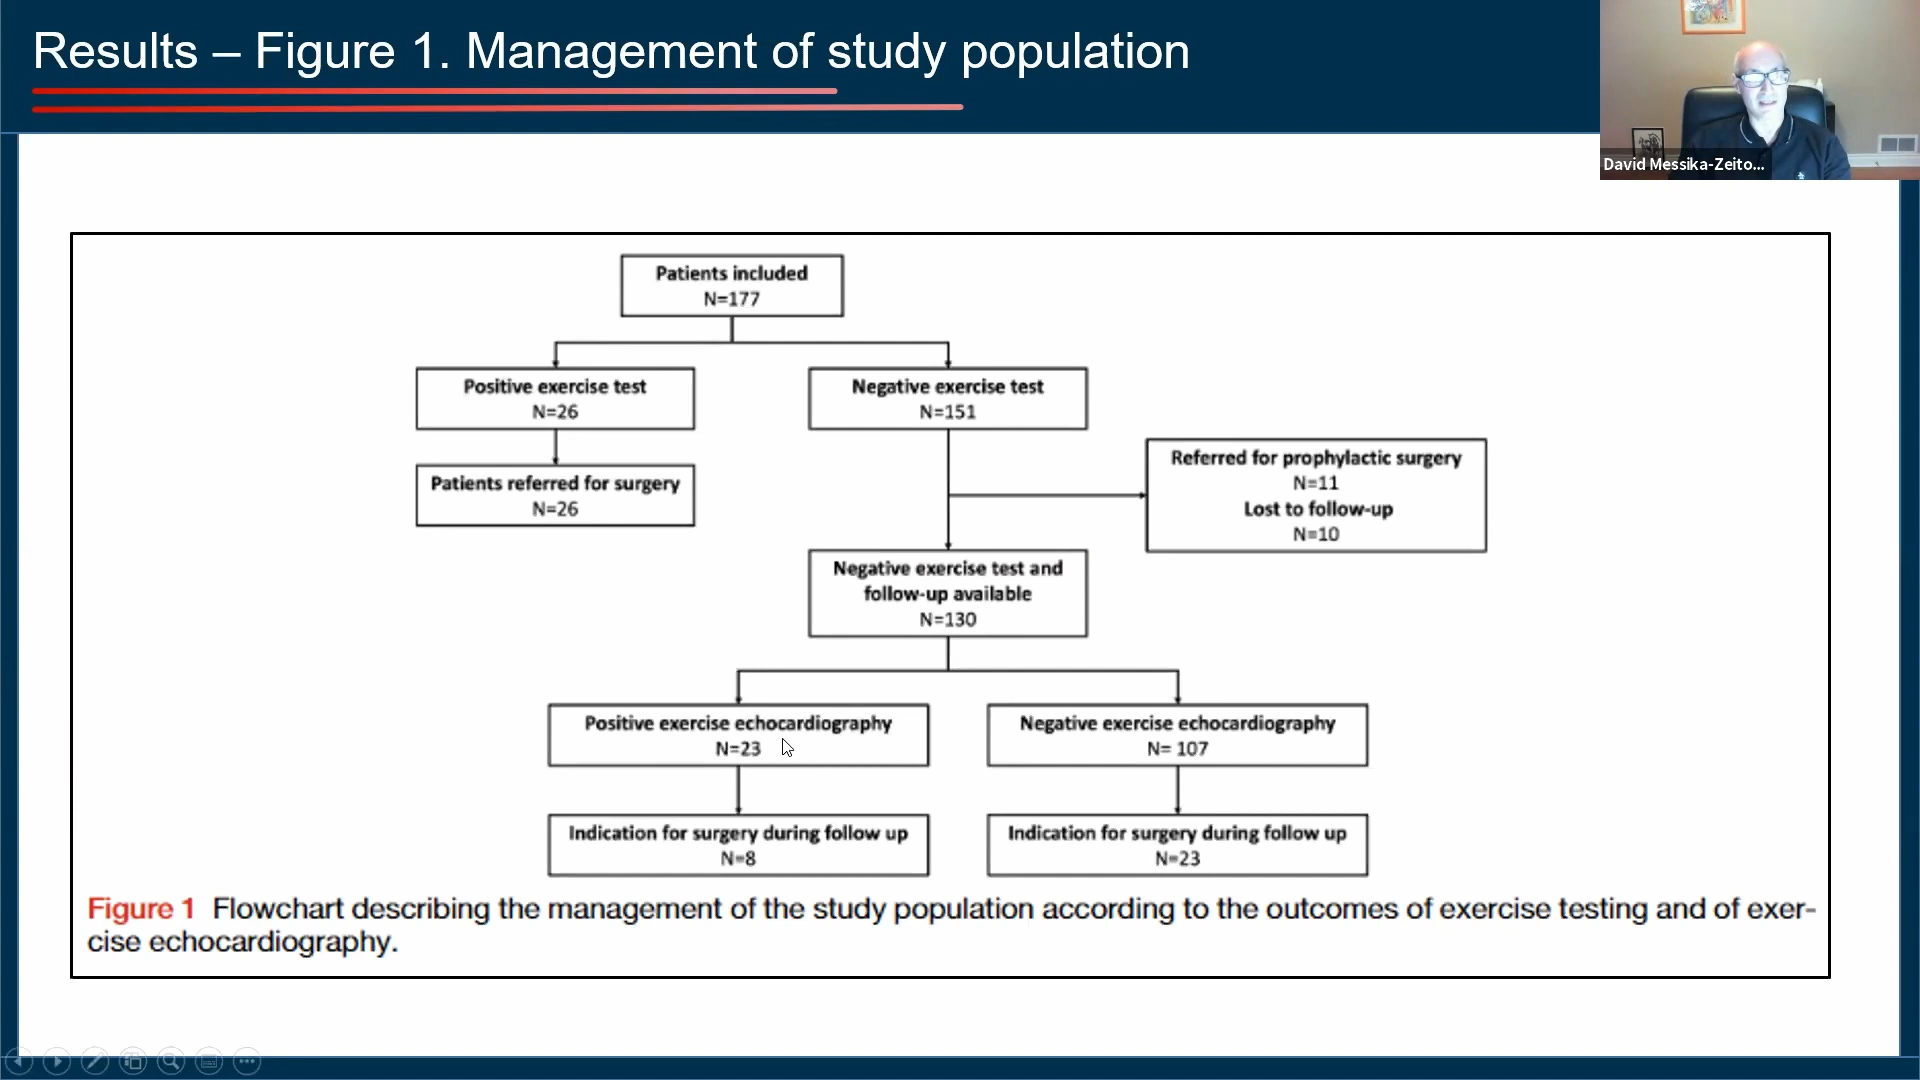 Results – Figure 1. Management of study population
David Messika-Zeito...
Patients included
N=177
Positive exercise test
N=26
Negative exercise test
N=151
Patients referred for surgery
N=26
Referred for prophylactic surgery
N=11
Lost to follow-up
N=10
Negative exercise test and
follow-up available
N=130
Positive exercise echocardiography
N=23
Negative exercise echocardiography
N= 107
Indication for surgery during follow up
N=8
Indication for surgery during follow up
N=23
Figure 1 Flowchart describing the management of the study population according to the outcomes of exercise testing and of exer-
cise echocardiography.